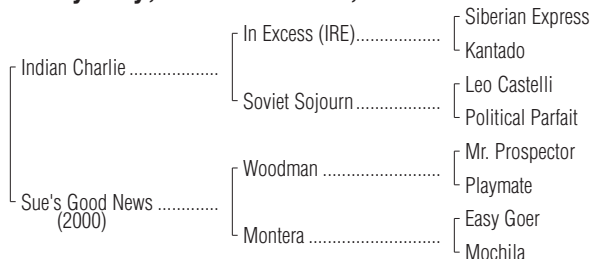 Siberian Express
In Excess (IRE)..................
Kantado
Indian Charlie ...................
Leo Castelli
Soviet Sojourn ..................
Political Parfait
Mr. Prospector
Woodman .........................
Playmate
Sue's Good News .............
(2000)
Easy Goer
Montera ............................
Mochila